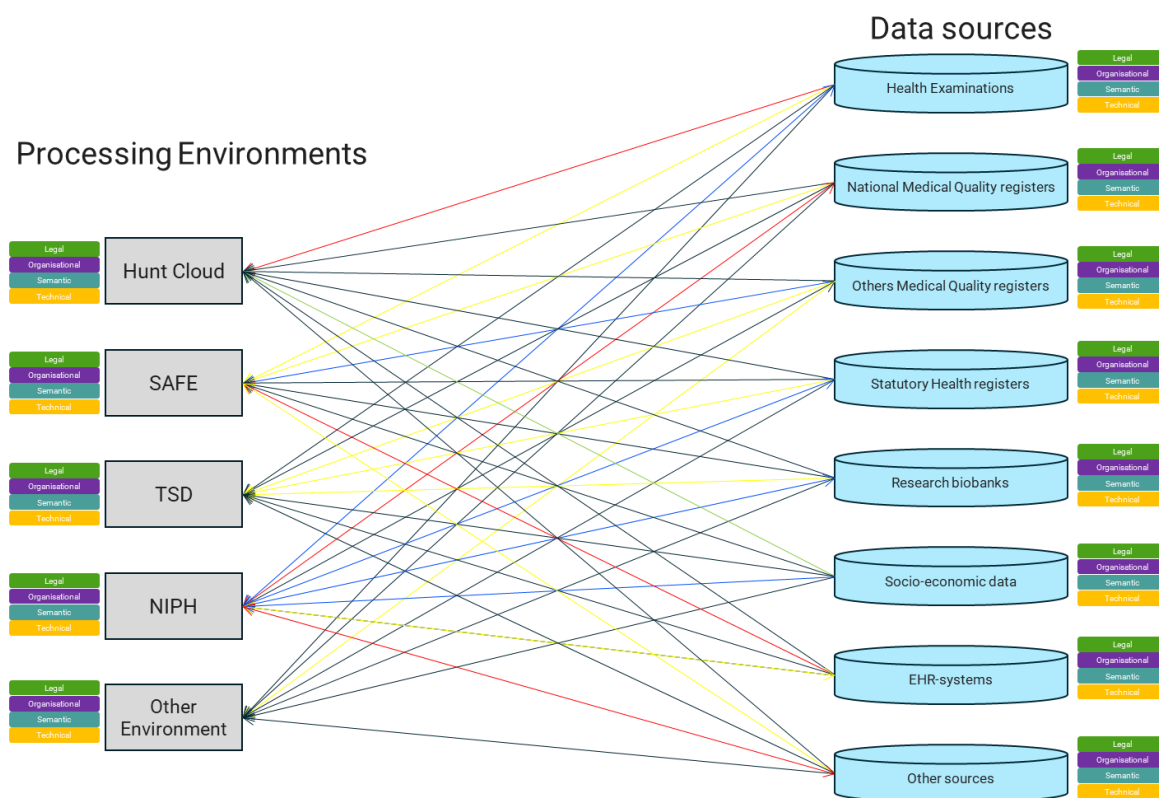 Data sources
Health Examinations
Legal
Organisational
Semantic
Technical
National Medical Quality registers
Legal
Organisational
Semantic
Technical
Others Medical Quality registers
Legal
Organisational
Semantic
Technical
Statutory Health registers
Legal
Organisational
Semantic
Technical
Research biobanks
Legal
Organisational
Semantic
Technical
Socio-economic data
Legal
Organisational
Semantic
Technical
EHR-systems
Legal
Organisational
Semantic
Technical
Other sources
Legal
Organisational
Semantic
Technical
Processing Environments
Legal
Organisational
Semantic
Technical
Hunt Cloud
Legal
Organisational
Semantic
Technical
SAFE
Legal
Organisational
Semantic
Technical
TSD
Legal
Organisational
Semantic
Technical
NIPH
Legal
Organisational
Semantic
Technical
Other
Environment